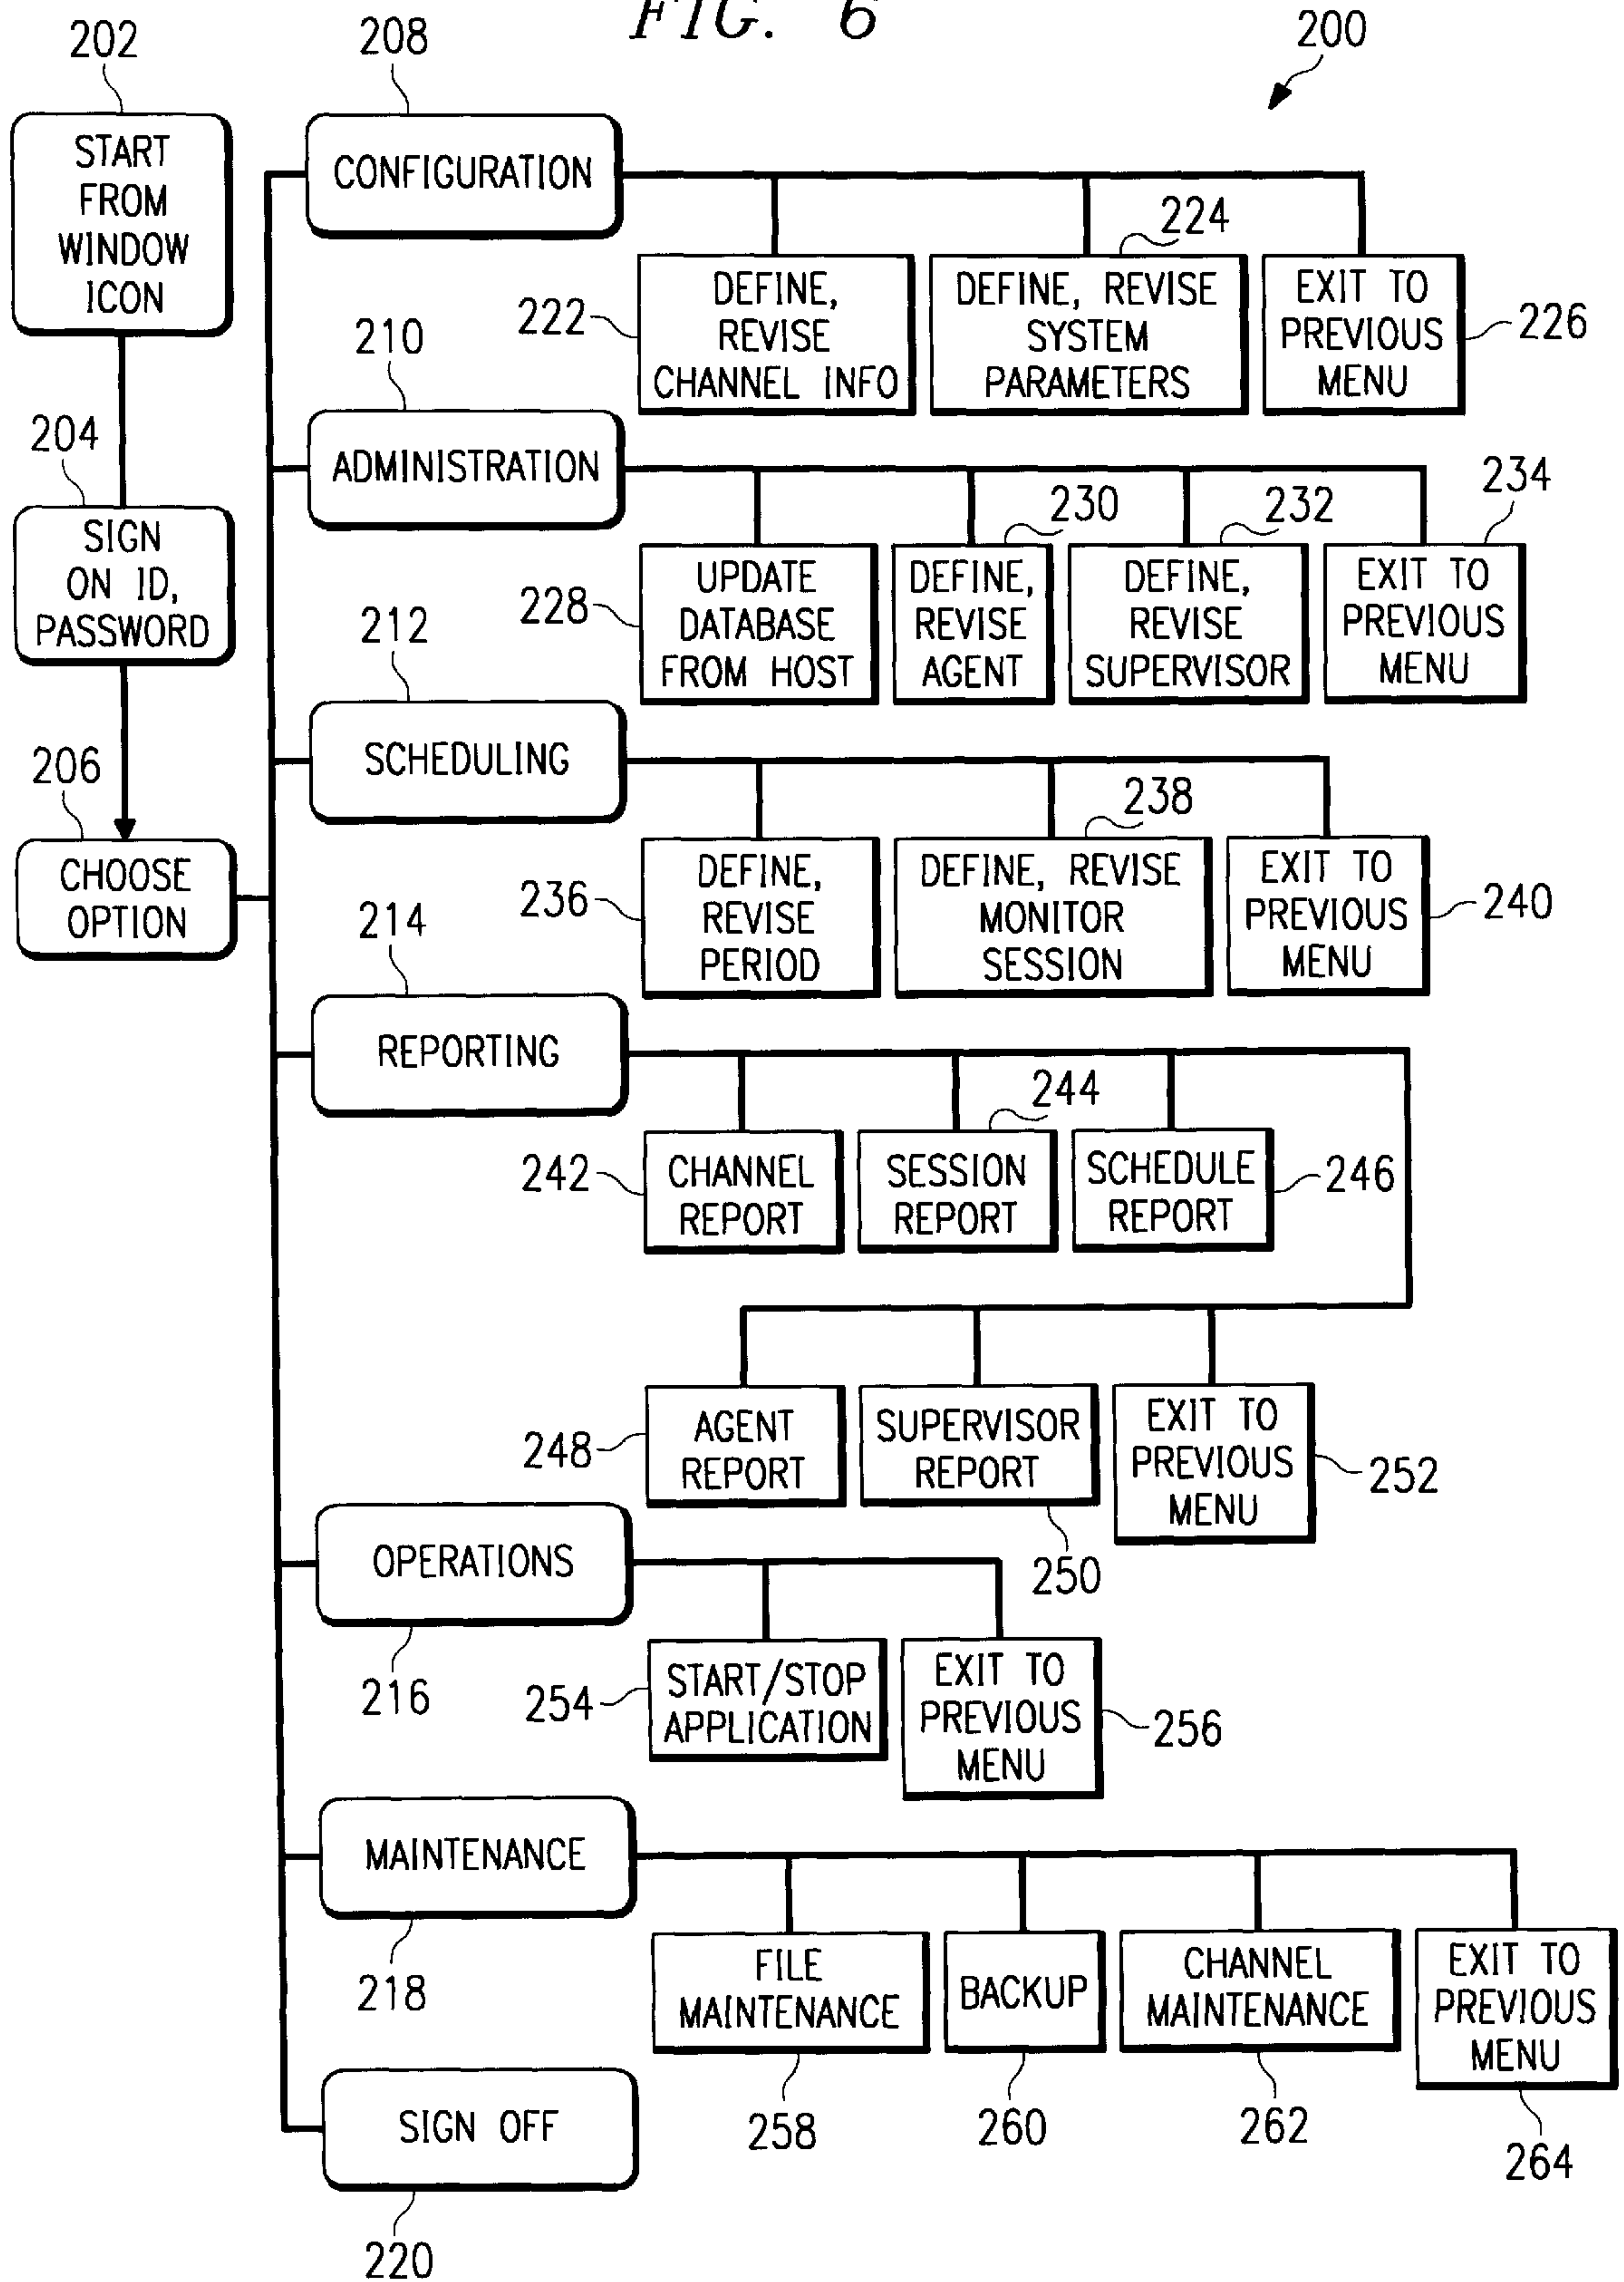 FIG. 6
200
202
START
FROM
WINDOW
ICON
204
SIGN
ON ID,
PASSWORD
206
CHOOSE
OPTION
208
CONFIGURATION
222
DEFINE,
REVISE
CHANNEL INFO
224
DEFINE, REVISE
SYSTEM
PARAMETERS
EXIT TO
PREVIOUS
MENU
226
210
ADMINISTRATION
228
UPDATE
DATABASE
FROM HOST
230
DEFINE,
REVISE
AGENT
232
DEFINE,
REVISE
SUPERVISOR
234
EXIT TO
PREVIOUS
MENU
212
SCHEDULING
236
DEFINE,
REVISE
PERIOD
238
DEFINE, REVISE
MONITOR
SESSION
EXIT TO
PREVIOUS
MENU
240
214
REPORTING
242
CHANNEL
REPORT
244
SESSION
REPORT
SCHEDULE
REPORT
246
248
AGENT
REPORT
SUPERVISOR
REPORT
250
EXIT TO
PREVIOUS
MENU
252
OPERATIONS
216
254
START/STOP
APPLICATION
EXIT TO
PREVIOUS
MENU
256
MAINTENANCE
218
FILE
MAINTENANCE
258
BACKUP
260
CHANNEL
MAINTENANCE
262
EXIT TO
PREVIOUS
MENU
264
SIGN OFF
220